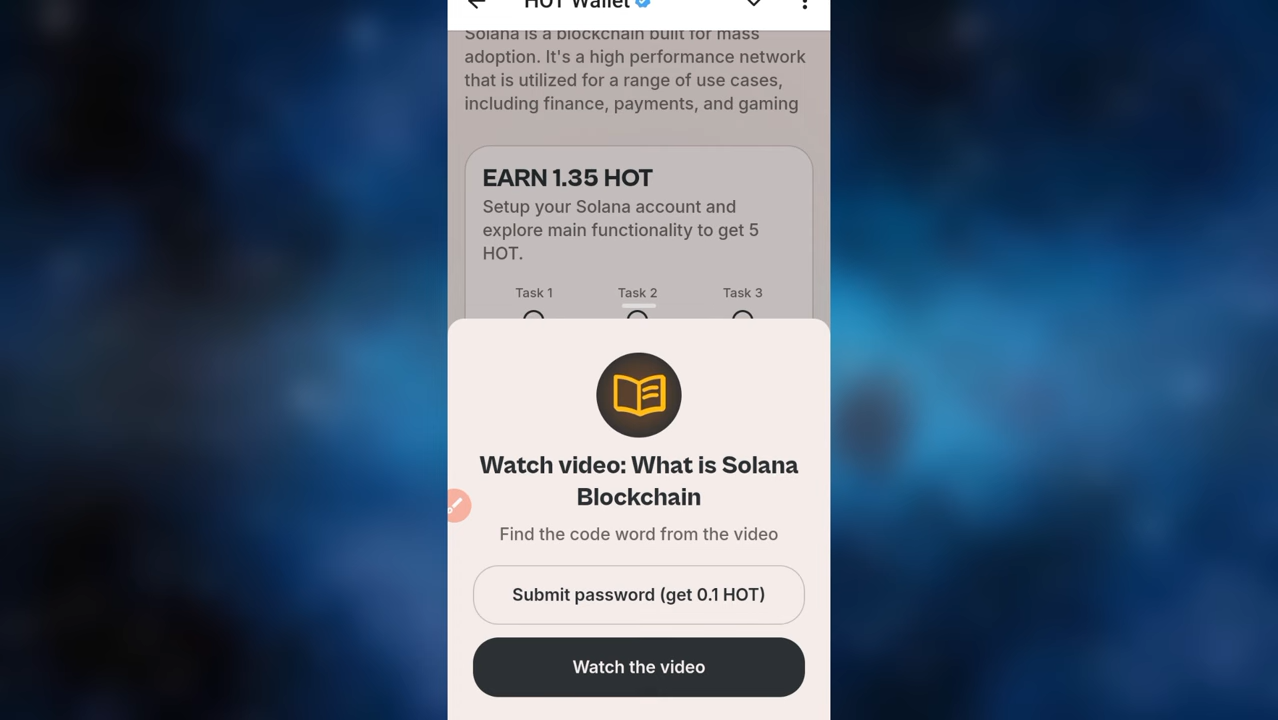 HOT Wallet
Solana is a blockchain built for mass
adoption. It's a high performance network
that is utilized for a range of use cases,
including finance, payments, and gaming
EARN 1.35 HOT
Setup your Solana account and
explore main functionality to get 5
HOT.
Task 1 Task 2 Task 3
Watch video: What is Solana
Blockchain
Find the code word from the video
Submit password (get 0.1 HOT)
Watch the video